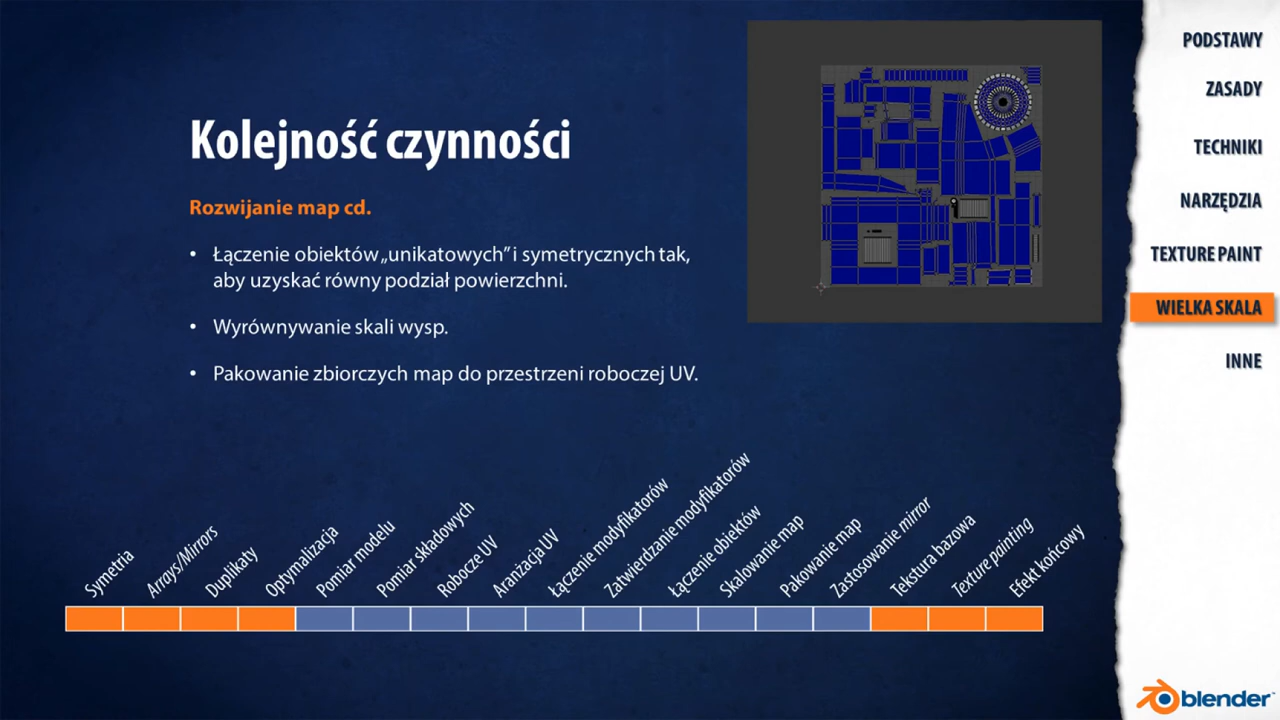 Kolejność czynności
Rozwijanie map cd.
• Łączenie obiektów „unikatowych” i symetrycznych tak,
aby uzyskać równy podział powierzchni.
• Wyrównywanie skali wysp.
• Pakowanie zbiorczych map do przestrzeni roboczej UV.
Symetria
Arrays/Mirrors
Duplikaty
Optymalizacja
Pomiar modelu
Pomiar składowych
Robocze UV
Aranżacja UV
Łączenie modyfikatorów
Zatwierdzanie modyfikatorów
Łączenie obiektów
Skalowanie map
Pakowanie map
Zastosowanie mirror
Tekstura bazowa
Texture painting
Efekt końcowy
PODSTAWY
ZASADY
TECHNIKI
NARZĘDZIA
TEXTURE PAINT
WIELKA SKALA
INNE
blender